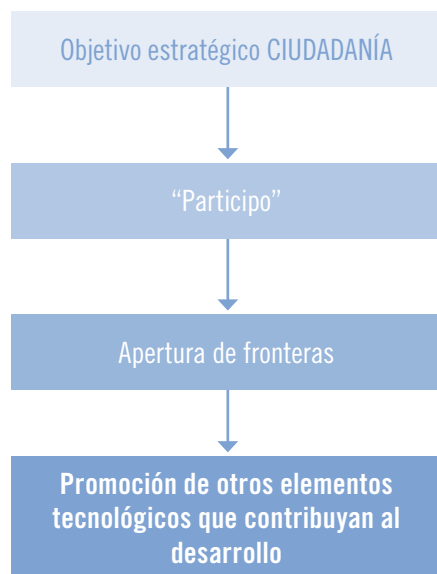 Objetivo estratégico CIUDADANÍA
“Participo”
Apertura de fronteras
Promoción de otros elementos
tecnológicos que contribuyan al
desarrollo